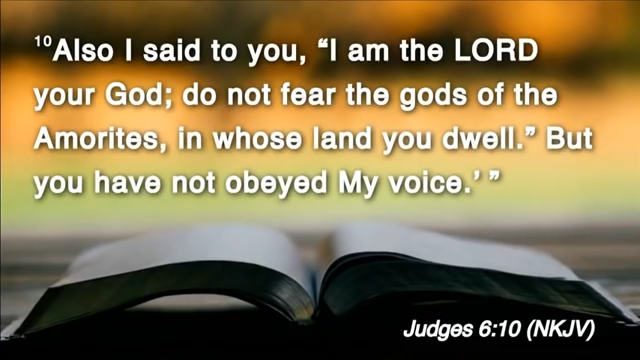 10Also I said to you, “I am the LORD
your God; do not fear the gods of the
Amorites, in whose land you dwell.” But
you have not obeyed My voice.’ ”
Judges 6:10 (NKJV)